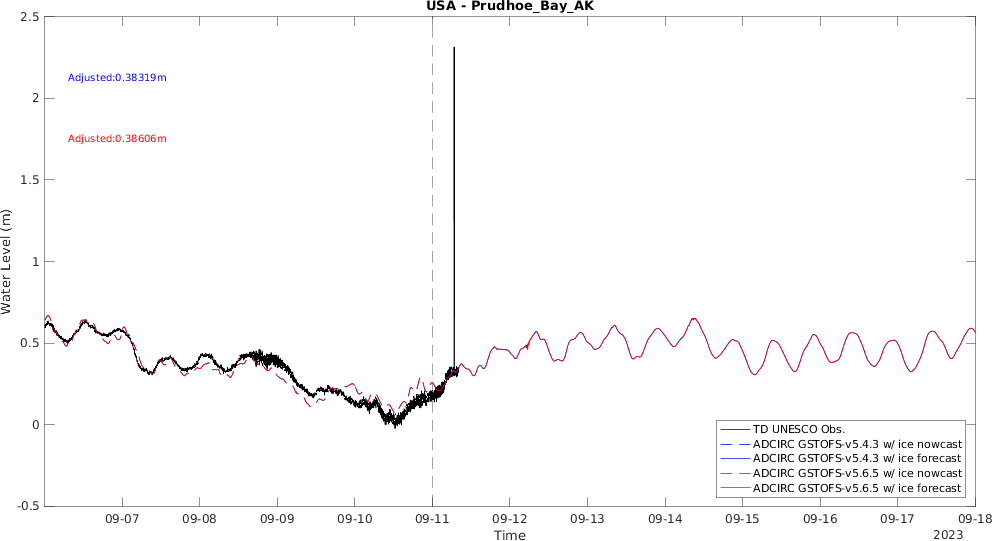 USA - Prudhoe_Bay_AK
2.5
2
1.5
1
0.5
0
-0.5
Water Level (m)
Adjusted:0.38319m
Adjusted:0.38606m
TD UNESCO Obs.
ADCIRC GSTOFS-v5.4.3 w/ ice nowcast
ADCIRC GSTOFS-v5.4.3 w/ ice forecast
ADCIRC GSTOFS-v5.6.5 w/ ice nowcast
ADCIRC GSTOFS-v5.6.5 w/ ice forecast
09-07 09-08 09-09 09-10 09-11 09-12 09-13 09-14 09-15 09-16 09-17 09-18
Time
2023